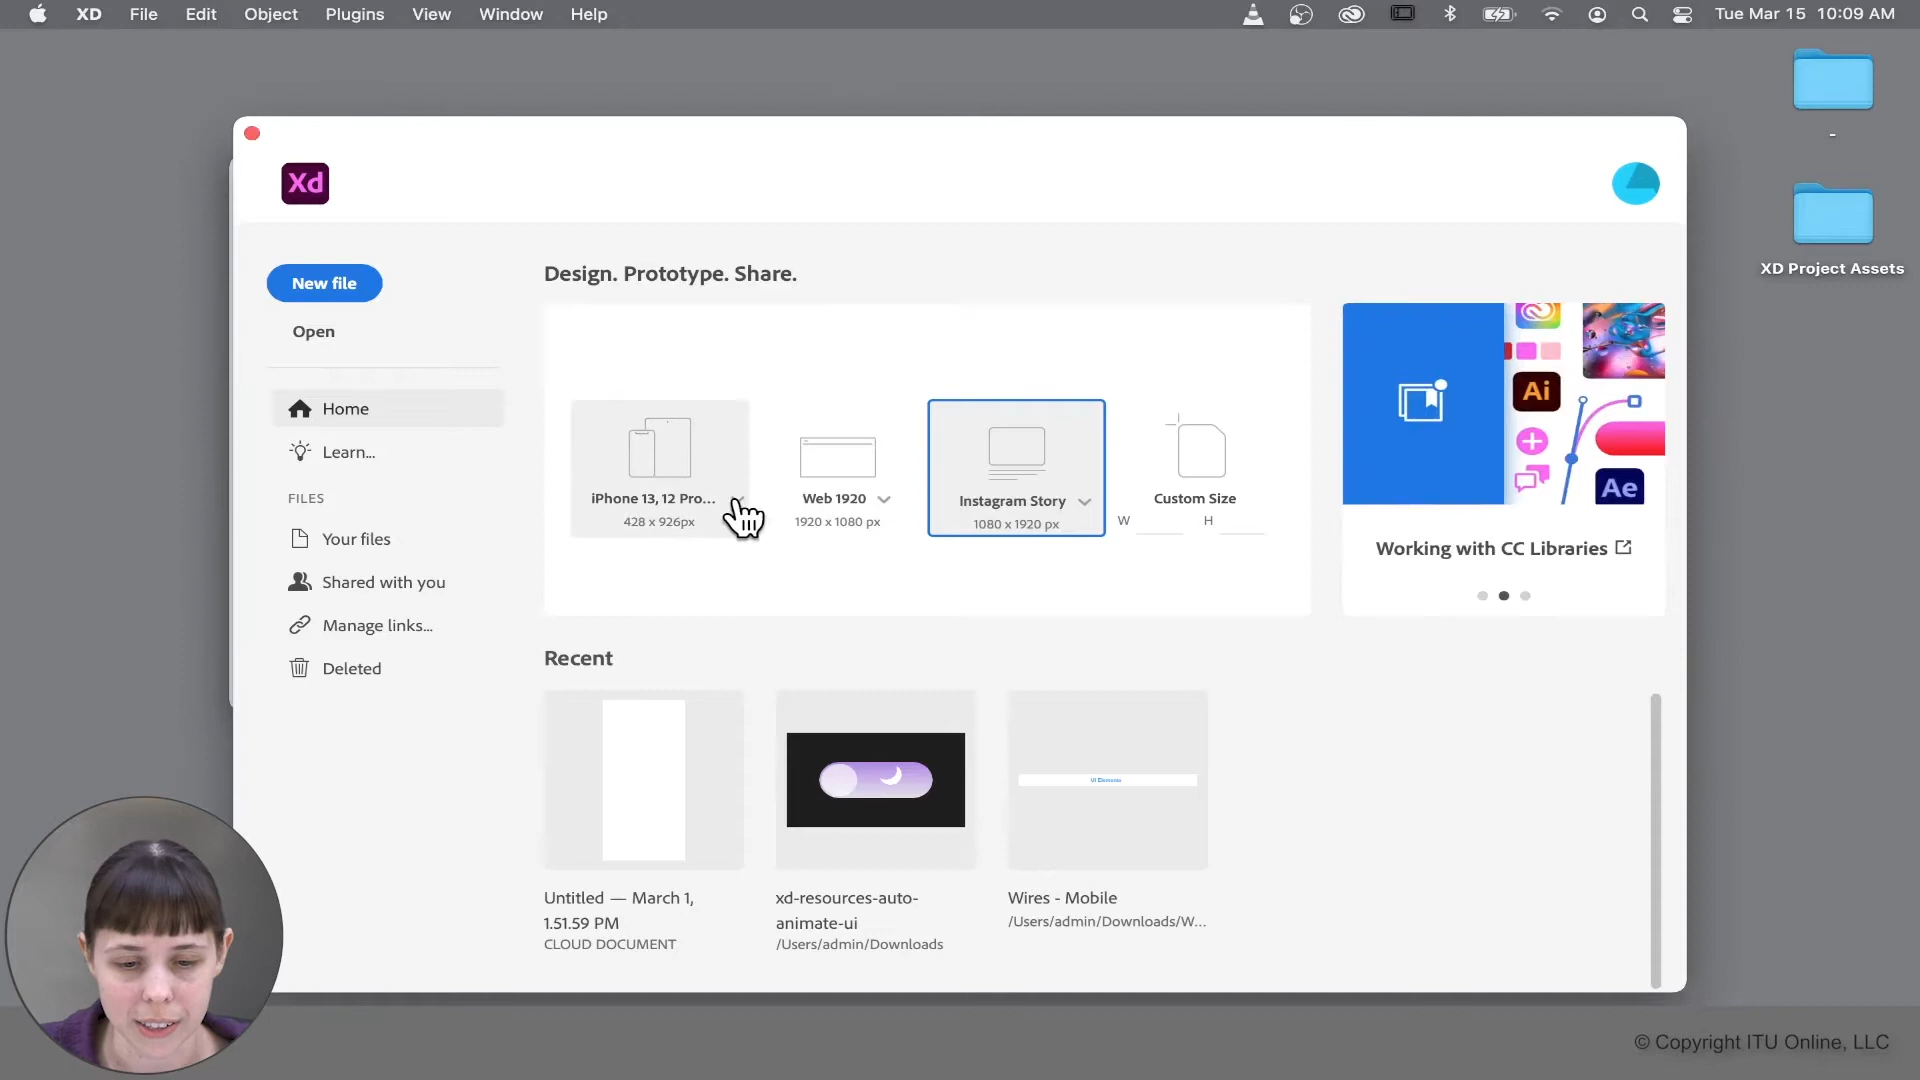 XD File Edit Object Plugins View Window Help
Tue Mar 15 10:09 AM
-
XD Project Assets
Xd
New file
Open
Home
Learn...
FILES
Your files
Shared with you
Manage links...
Deleted
Design. Prototype. Share.
iPhone 13, 12 Pro...
428 x 926px
Web 1920
1920 x 1080 px
Instagram Story
1080 x 1920 px
Custom Size
W H
Ai
Ae
Working with CC Libraries
Recent
Untitled — March 1,
1.51.59 PM
CLOUD DOCUMENT
xd-resources-auto-
animate-ui
/Users/admin/Downloads
UI Elements
Wires - Mobile
/Users/admin/Downloads/W...
© Copyright ITU Online, LLC